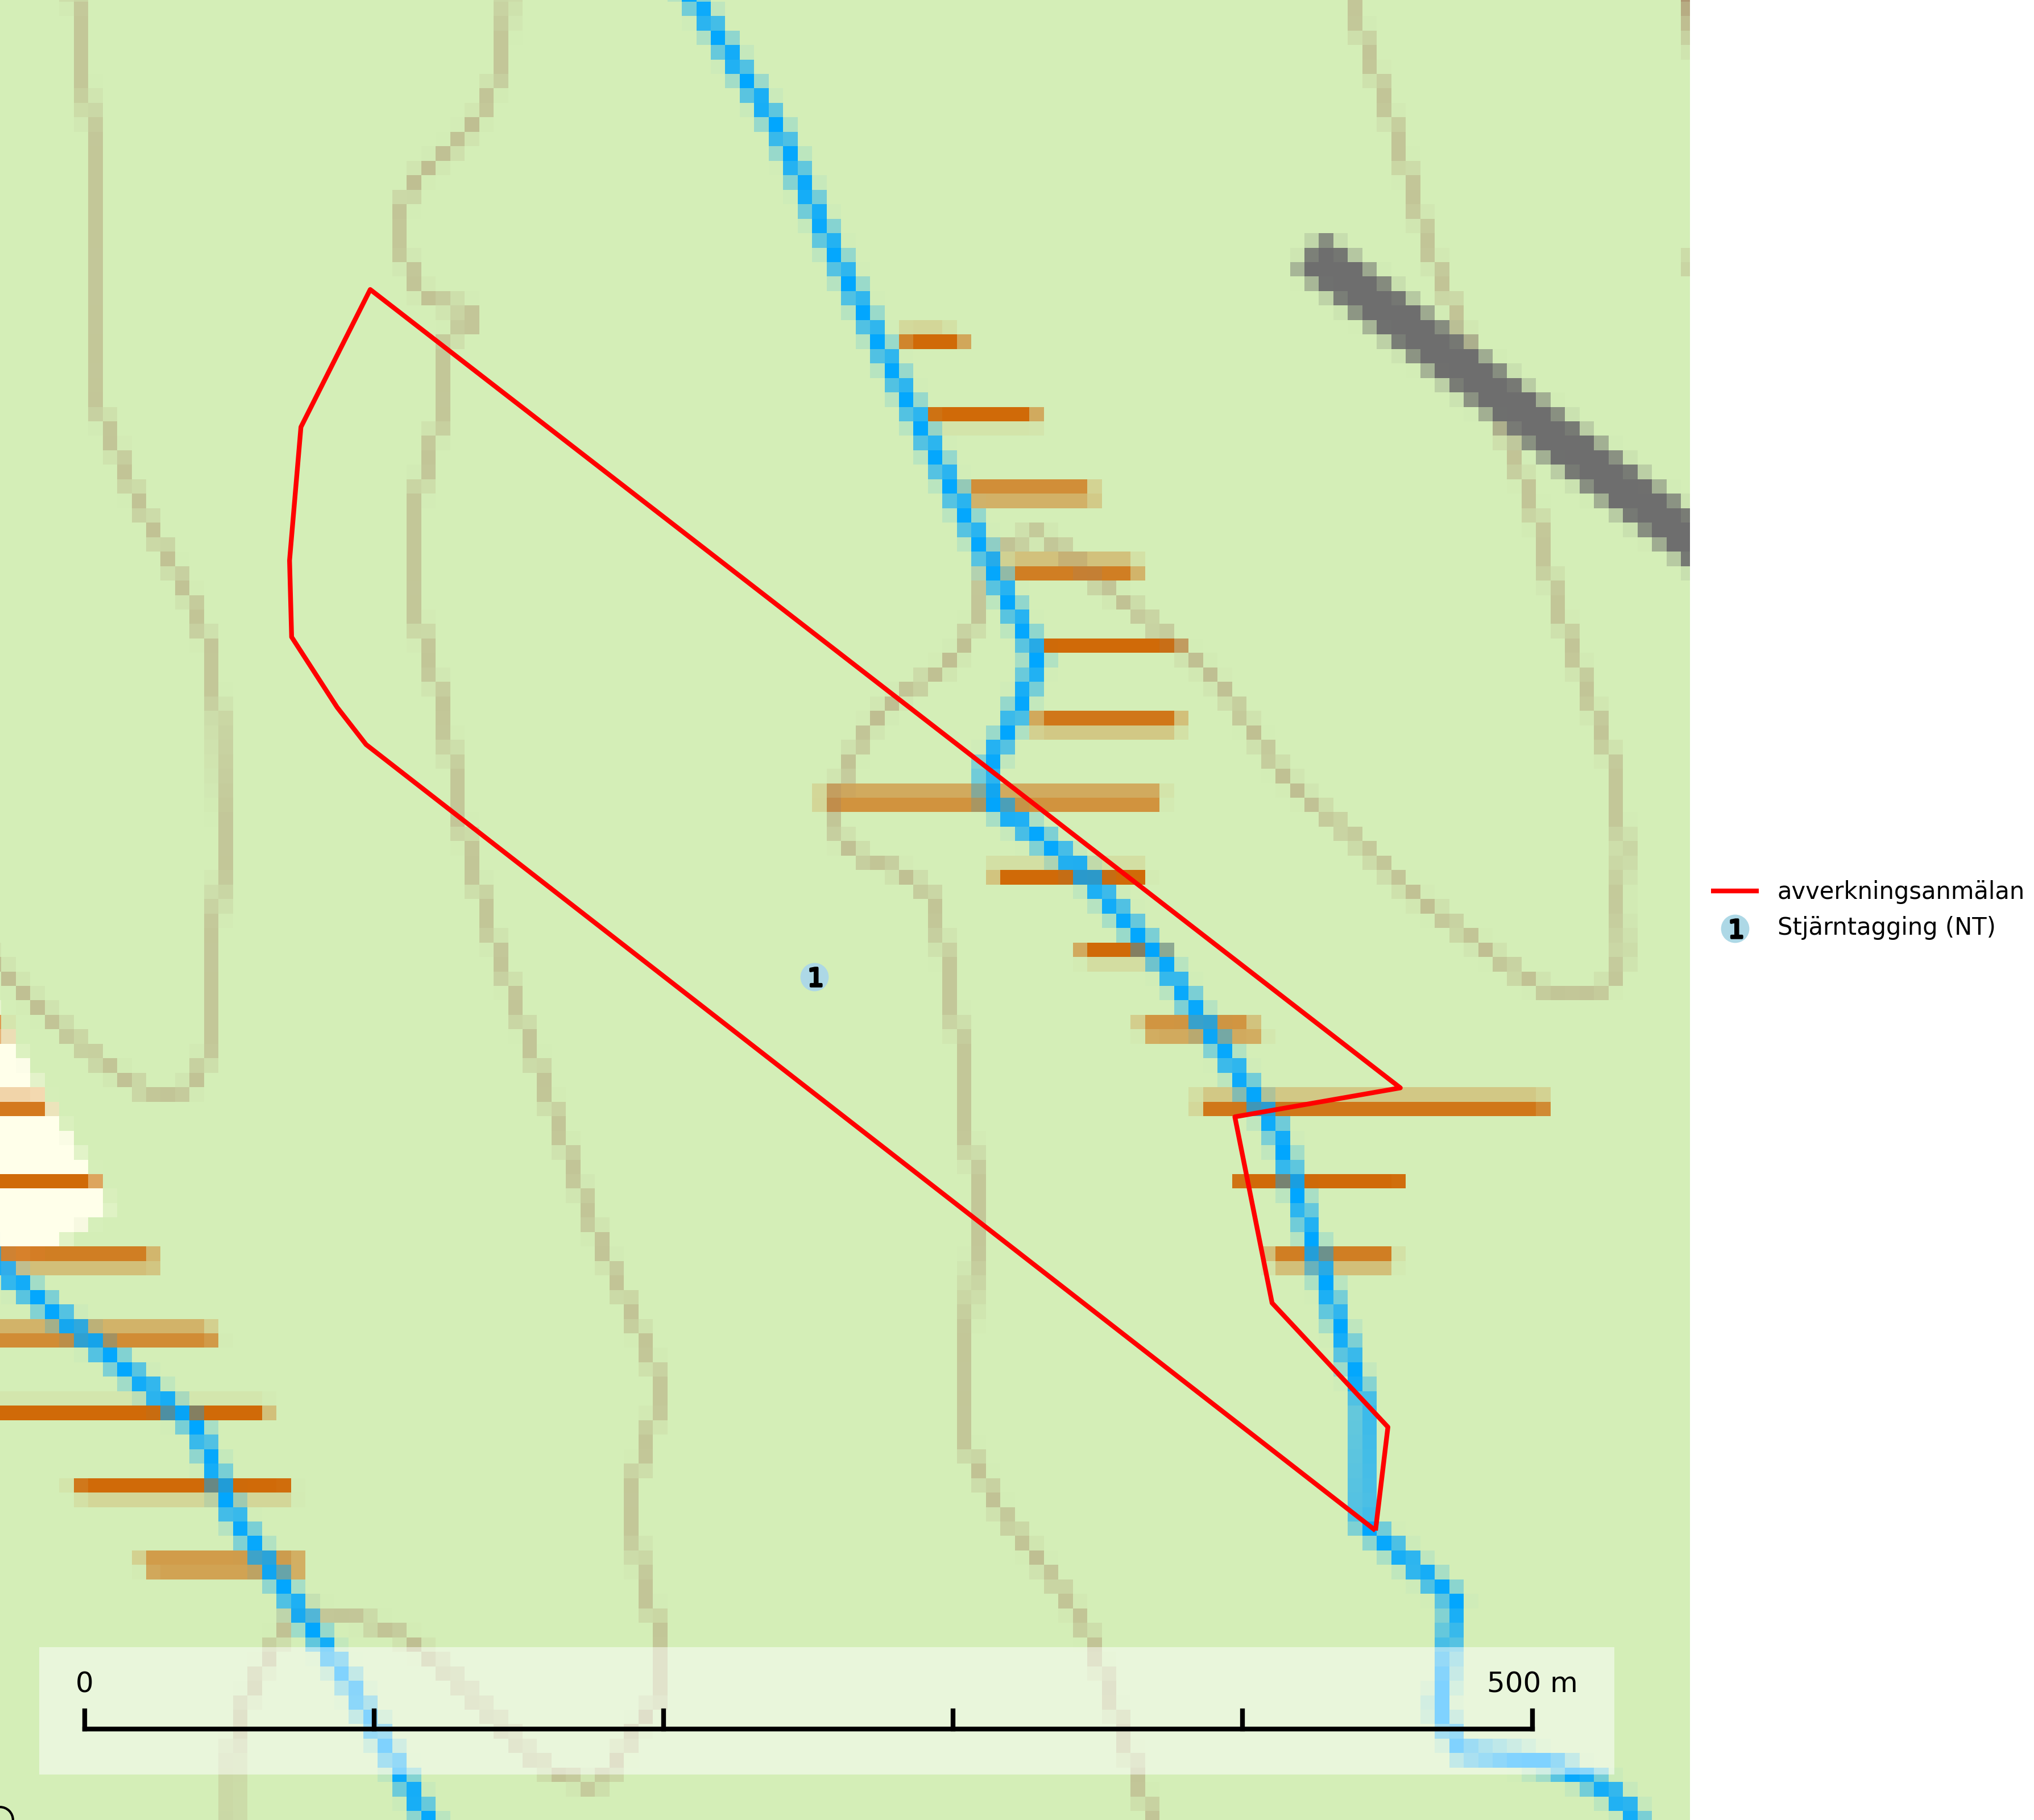 1
avverkningsanmälan
1 Stjärntagging (NT)
0 500 m